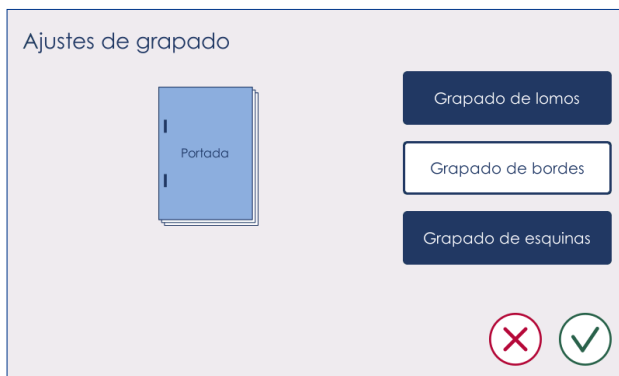 Ajustes de grapado
Portada
Grapado de lomos
Grapado de bordes
Grapado de esquinas